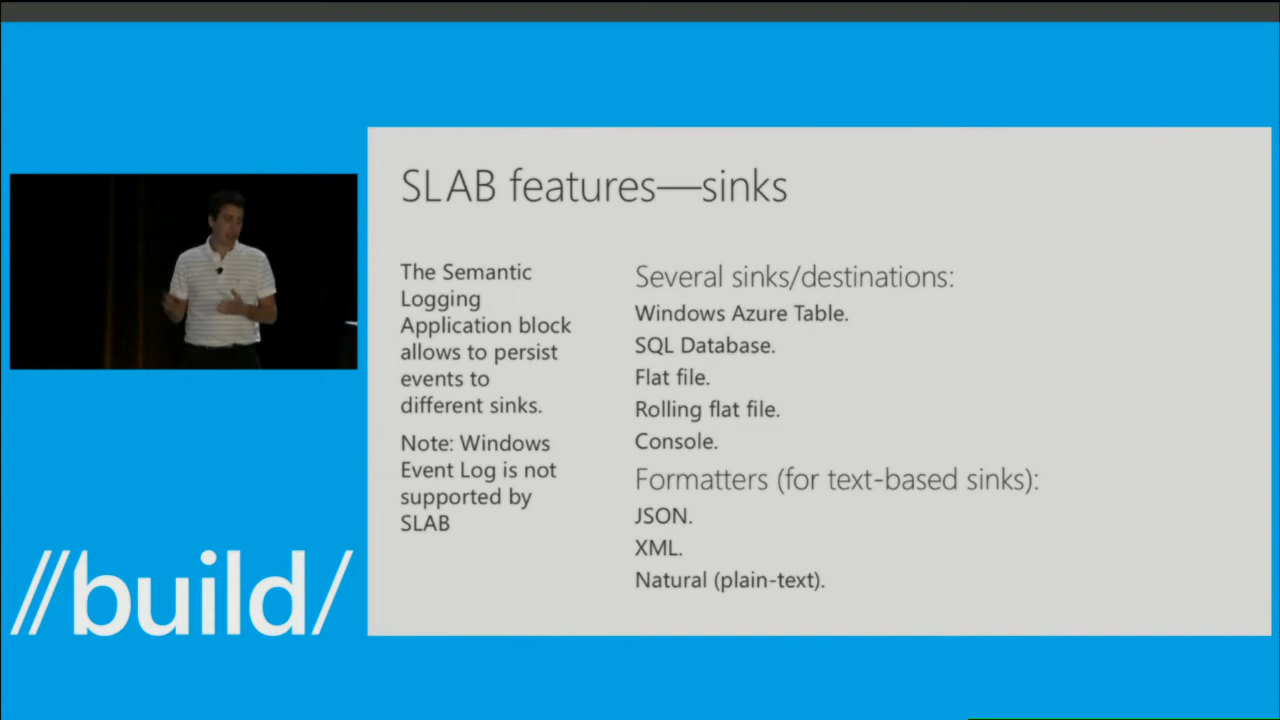 SLAB features—sinks
The Semantic
Logging
Application block
allows to persist
events to
different sinks.
Note: Windows
Event Log is not
supported by
SLAB
Several sinks/destinations:
Windows Azure Table.
SQL Database.
Flat file.
Rolling flat file.
Console.
Formatters (for text-based sinks):
JSON.
XML.
Natural (plain-text).
//build/